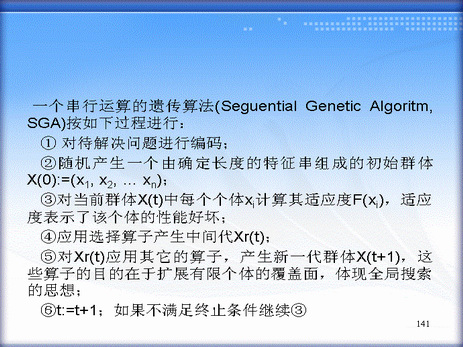 一个串行运算的遗传算法(Seguential Genetic Algoritm,
SGA)按如下过程进行：
① 对待解决问题进行编码；
②随机产生一个由确定长度的特征串组成的初始群体
X(0):=(x₁, x₂, … xₙ);
③对当前群体X(t)中每个个体xᵢ计算其适应度F(xᵢ)，适应
度表示了该个体的性能好坏；
④应用选择算子产生中间代Xr(t)；
⑤对Xr(t)应用其它的算子，产生新一代群体X(t+1)，这
些算子的目的在于扩展有限个体的覆盖面，体现全局搜索
的思想；
⑥t:=t+1；如果不满足终止条件继续③
141